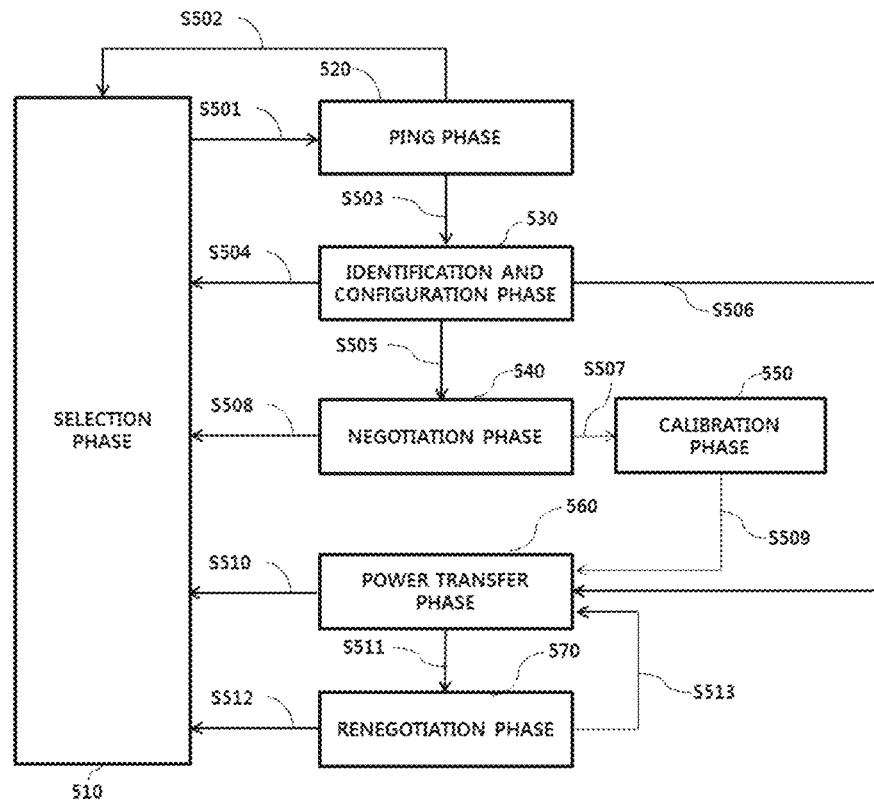 S502
520
S501
PING PHASE
S503
530
S504
IDENTIFICATION AND
CONFIGURATION PHASE
S506
S505
540
S507
550
SELECTION
PHASE
S508
NEGOTIATION PHASE
CALIBRATION
PHASE
560
S509
S510
POWER TRANSFER
PHASE
S511
570
S513
S512
RENEGOTIATION PHASE
510